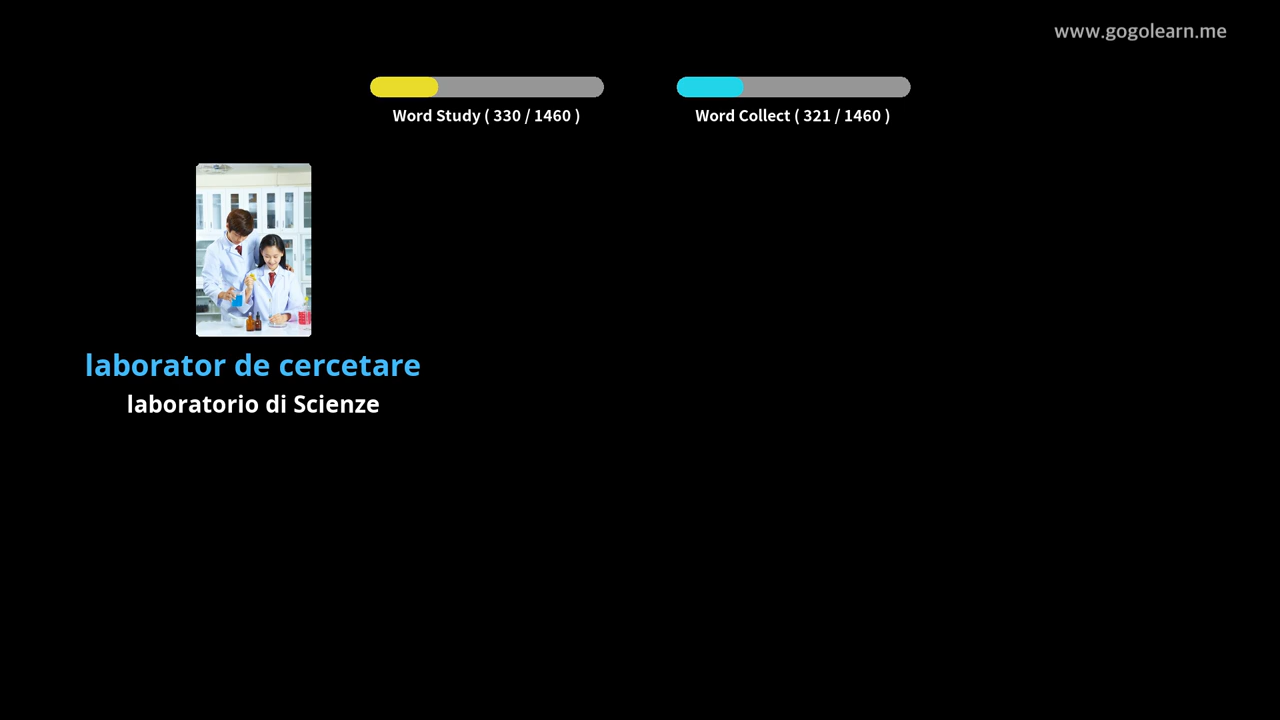 www.gogolearn.me
Word Study ( 330 / 1460 )
Word Collect ( 321 / 1460 )
laborator de cercetare
laboratorio di Scienze